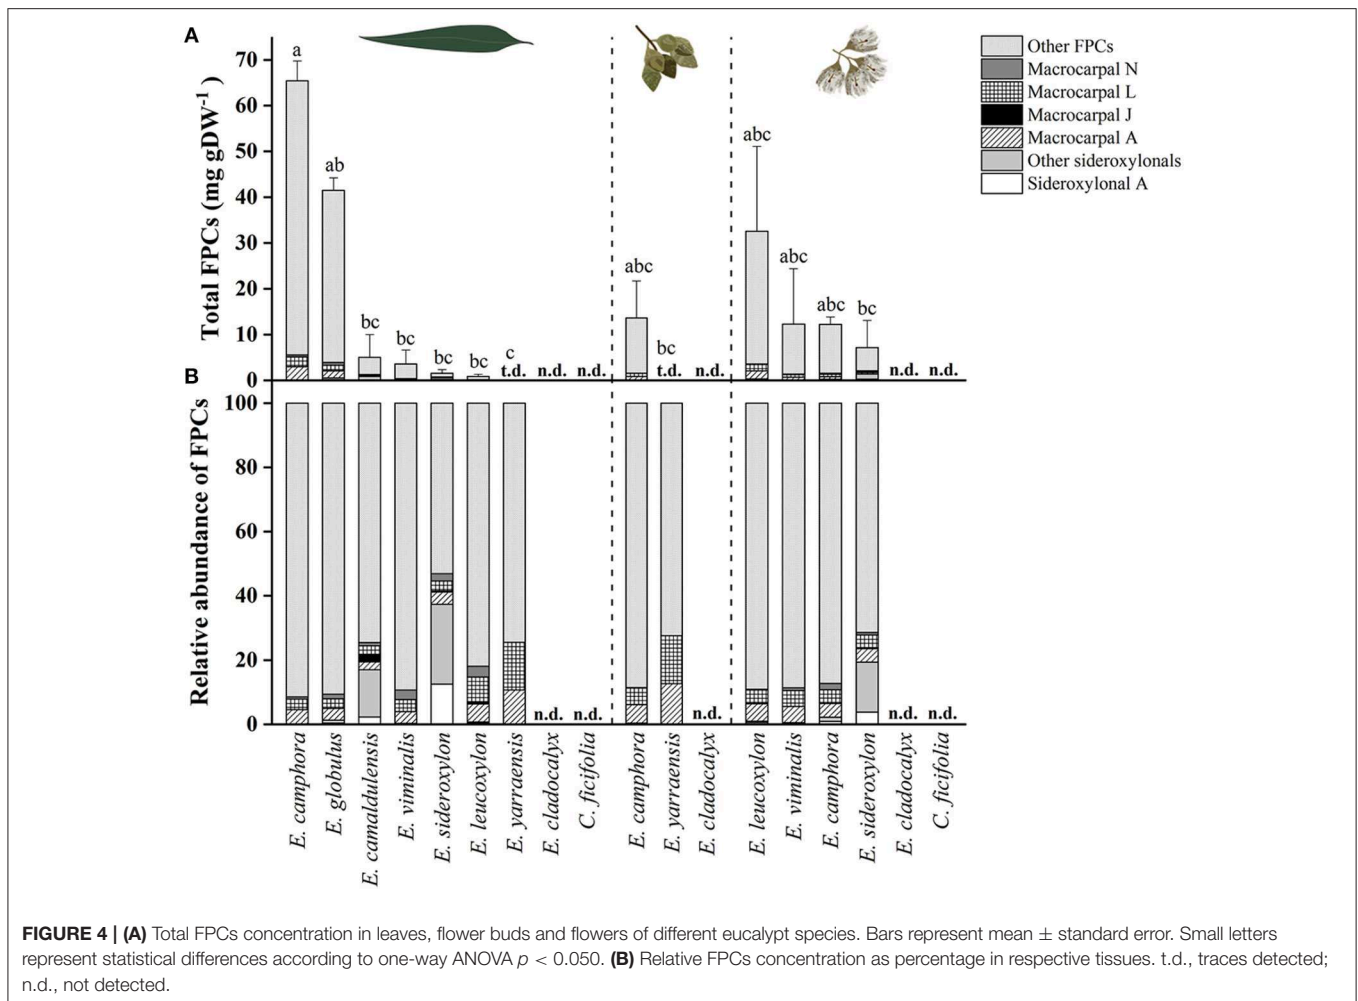 A
Total FPCs (mg gDW-1 )
70
60
50
40
30
20
10
0
a
ab
bc
bc
bc
bc
c
t.d.
n.d.
n.d.
abc
bc
t.d.
n.d.
abc
abc
abc
bc
n.d.
n.d.
Other FPCs
Macrocarpal N
Macrocarpal L
Macrocarpal J
Macrocarpal A
Other sideroxylonals
Sideroxylonal A
B
Relative abundance of FPCs
100
80
60
40
20
0
n.d.
n.d.
n.d.
n.d.
n.d.
E. camphora
E. globulus
E. camaldulensis
E. viminalis
E. sideroxylon
E. leucoxylon
E. yarraensis
E. cladocalyx
C. ficifolia
E. camphora
E. yarraensis
E. cladocalyx
E. leucoxylon
E. viminalis
E. camphora
E. sideroxylon
E. cladocalyx
C. ficifolia
FIGURE 4 | (A) Total FPCs concentration in leaves, flower buds and flowers of different eucalypt species. Bars represent mean ± standard error. Small letters
represent statistical differences according to one-way ANOVA p < 0.050. (B) Relative FPCs concentration as percentage in respective tissues. t.d., traces detected;
n.d., not detected.